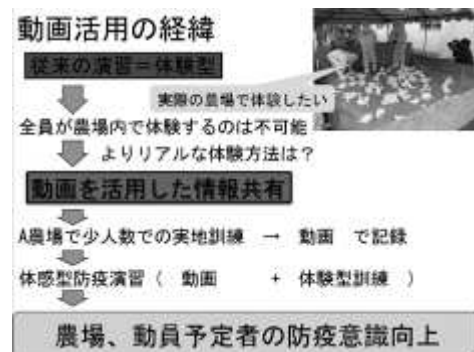 動画活用の経緯
従来の演習＝体験型
実際の農場で体験したい
全員が農場内で体験するのは不可能
よりリアルな体験方法は？
動画を活用した情報共有
A農場で少人数での実地訓練 → 動画 で記録
体感型防疫演習（ 動画 + 体験型訓練 ）
農場、動員予定者の防疫意識向上